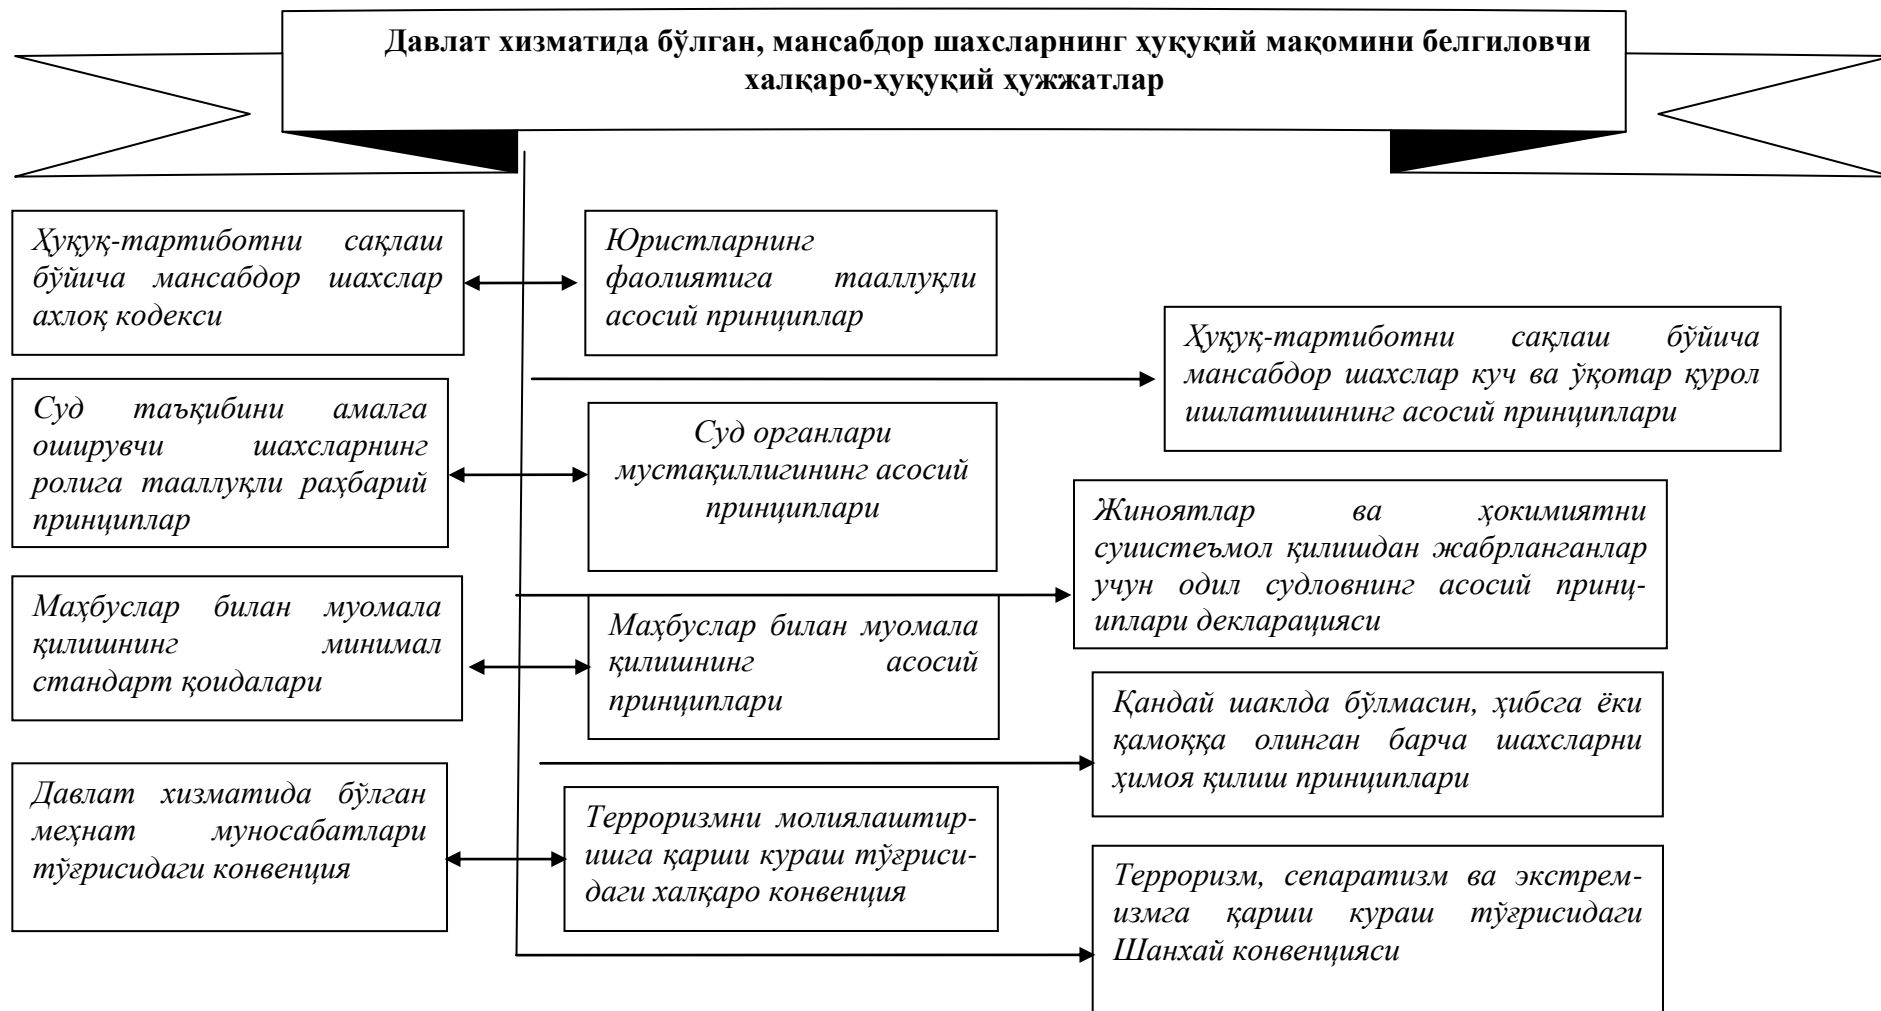 Давлат хизматида бўлган, мансабдор шахсларнинг ҳуқуқий мақомини белгиловчи
халқаро-ҳуқуқий ҳужжатлар
Ҳуқуқ-тартиботни сақлаш
бўйича мансабдор шахслар
ахлоқ кодекси
Юристларнинг
фаолиятига тааллуқли
асосий принциплар
Ҳуқуқ-тартиботни сақлаш бўйича
мансабдор шахслар куч ва ўқотар қурол
ишлатишининг асосий принциплари
Суд таъқибини амалга
оширувчи шахсларнинг
ролига тааллуқли раҳбарий
принциплар
Суд органлари
мустақиллигининг асосий
принциплари
Жиноятлар ва ҳокимиятни
суиистеъмол қилишдан жабрланганлар
учун одил судловнинг асосий принц-
иплари декларацияси
Маҳбуслар билан муомала
қилишнинг минимал
стандарт қоидалари
Маҳбуслар билан муомала
қилишнинг асосий
принциплари
Қандай шаклда бўлмасин, ҳибсга ёки
қамоққа олинган барча шахсларни
ҳимоя қилиш принциплари
Давлат хизматида бўлган
меҳнат муносабатлари
тўғрисидаги конвенция
Терроризмни молиялаштир-
ишга қарши кураш тўғриси-
даги халқаро конвенция
Терроризм, сепаратизм ва экстрем-
измга қарши кураш тўғрисидаги
Шанхай конвенцияси